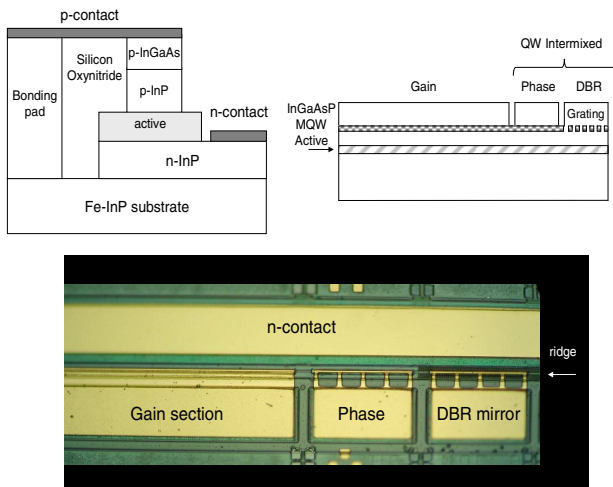 p-contact
Silicon
Oxynitride
p-InGaAs
p-InP
Bonding
pad
n-contact
active
n-InP
Fe-InP substrate
QW Intermixed
Gain
Phase
DBR
InGaAsP
MQW
Active
Grating
n-contact
ridge
Gain section
Phase
DBR mirror